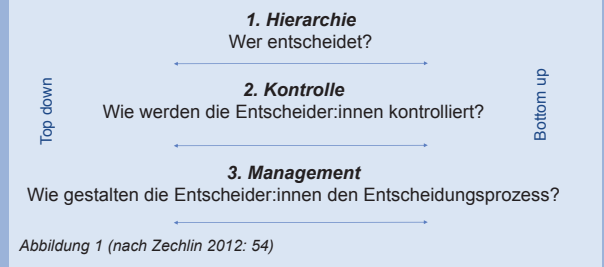 1. Hierarchie
Wer entscheidet?
Top down
2. Kontrolle
Wie werden die Entscheider:innen kontrolliert?
Bottom up
3. Management
Wie gestalten die Entscheider:innen den Entscheidungsprozess?
Abbildung 1 (nach Zechlin 2012: 54)